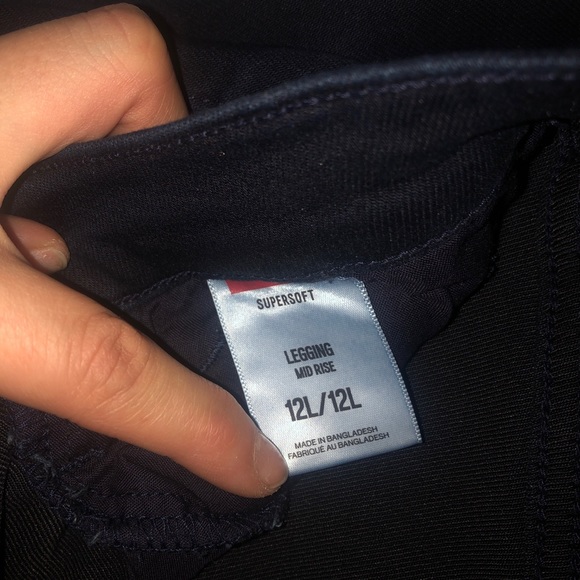 SUPERSOFT
LEGGING
MID RISE
12L/12L
MADE IN BANGLADESH
FABRIQUÉ AU BANGLADESH